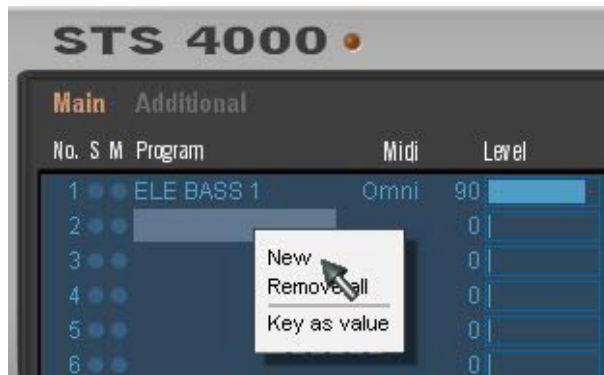 STS 4000
Main Additional
No. S M Program Midi Level
1 ELE BASS 1 Omni 90
2 0
3 0
4 0
5 0
6 0
New
Remove all
Key as value